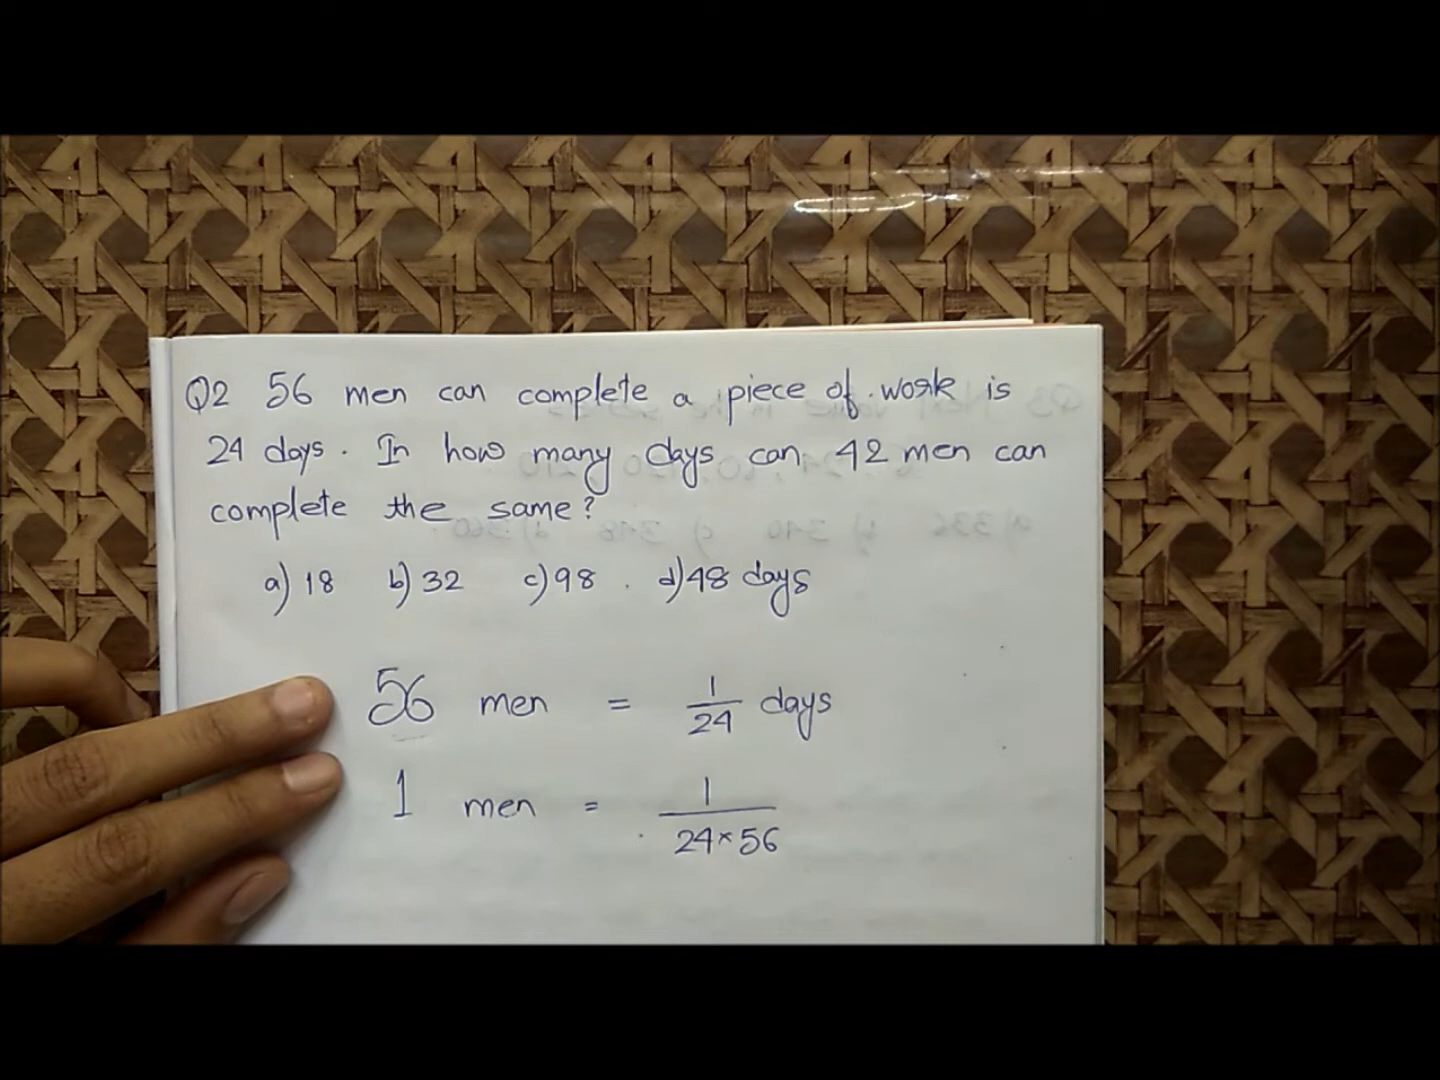 Q2 56 men can complete a piece of work is
24 days. In how many days can 42 men can
complete the same?
a) 18 b) 32 c) 98 d) 48 days
56 men = 1/24 days
1 men = 1/24×56